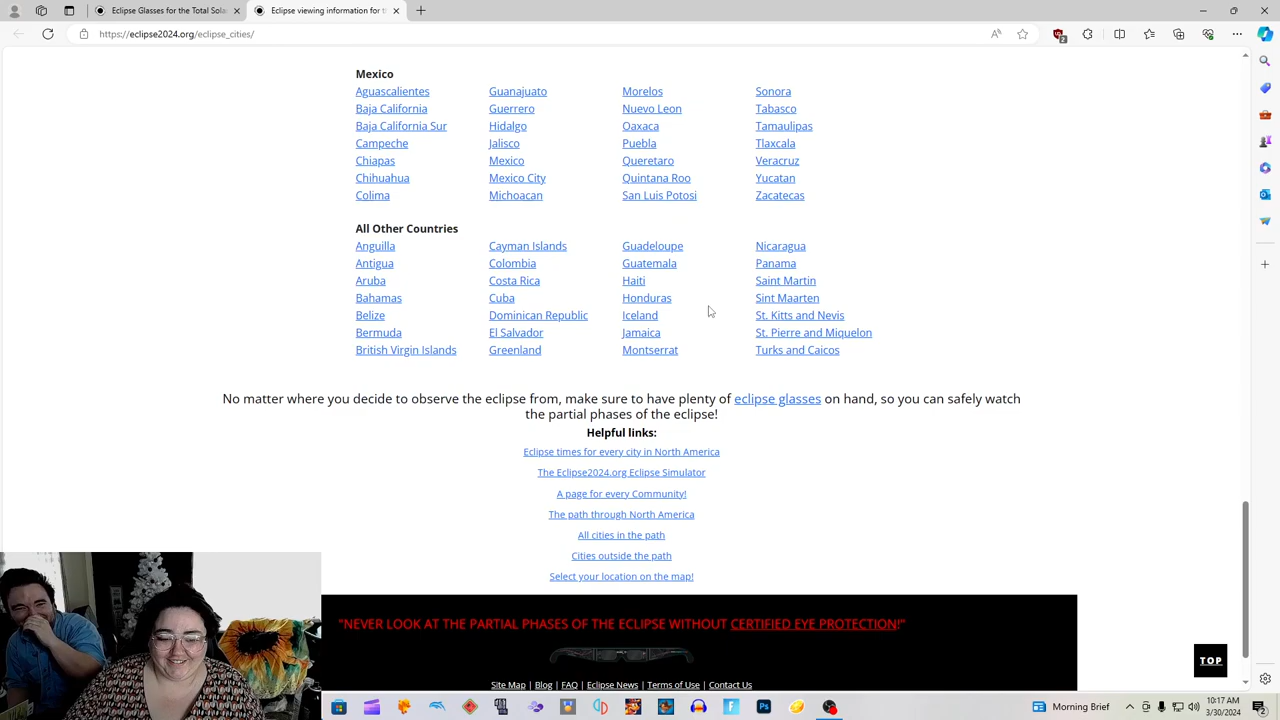 Eclipse Glasses for the Total Solar
Eclipse viewing information for t
https://eclipse2024.org/eclipse_cities/
2
Mexico
Aguascalientes Guanajuato Morelos Sonora
Baja California Guerrero Nuevo Leon Tabasco
Baja California Sur Hidalgo Oaxaca Tamaulipas
Campeche Jalisco Puebla Tlaxcala
Chiapas Mexico Queretaro Veracruz
Chihuahua Mexico City Quintana Roo Yucatan
Colima Michoacan San Luis Potosi Zacatecas
All Other Countries
Anguilla Cayman Islands Guadeloupe Nicaragua
Antigua Colombia Guatemala Panama
Aruba Costa Rica Haiti Saint Martin
Bahamas Cuba Honduras Sint Maarten
Belize Dominican Republic Iceland St. Kitts and Nevis
Bermuda El Salvador Jamaica St. Pierre and Miquelon
British Virgin Islands Greenland Montserrat Turks and Caicos
No matter where you decide to observe the eclipse from, make sure to have plenty of eclipse glasses on hand, so you can safely watch
the partial phases of the eclipse!
Helpful links:
Eclipse times for every city in North America
The Eclipse2024.org Eclipse Simulator
A page for every Community!
The path through North America
All cities in the path
Cities outside the path
Select your location on the map!
"NEVER LOOK AT THE PARTIAL PHASES OF THE ECLIPSE WITHOUT CERTIFIED EYE PROTECTION!"
TOP
Site Map | Blog | FAQ | Eclipse News | Terms of Use | Contact Us
Morning Brief
10:17 AM
3/30/2024